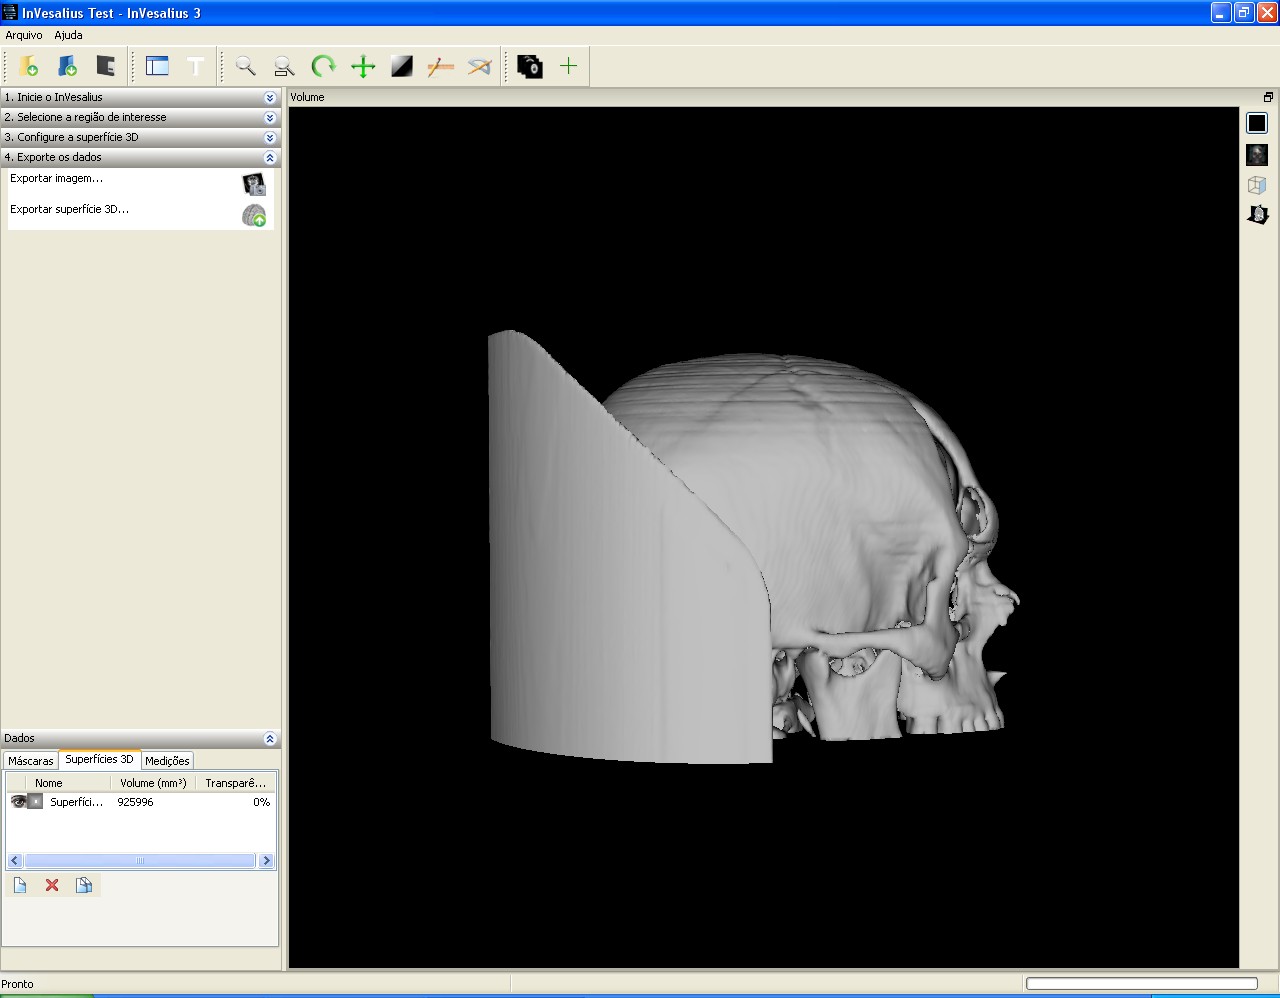 InVesalius Test - InVesalius 3
Arquivo Ajuda
1. Inicie o InVesalius
2. Selecione a região de interesse
3. Configure a superfície 3D
4. Exporte os dados
Exportar imagem...
Exportar superfície 3D...
Volume
Dados
Máscaras Superfícies 3D Medições
Nome Volume (mm³) Transparê...
Superfíci... 925996 0%
Pronto